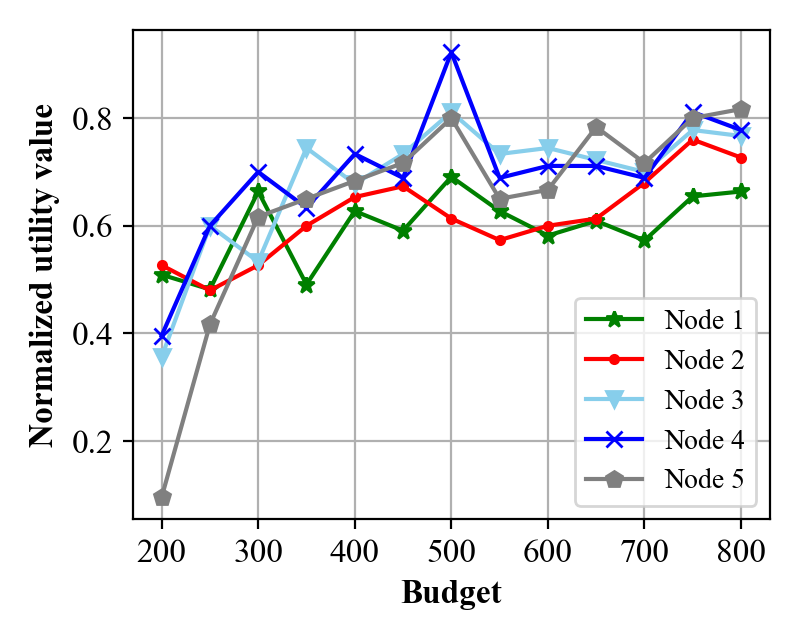 Normalized utility value
0.8
0.6
0.4
0.2
200 300 400 500 600 700 800
Budget
Node 1
Node 2
Node 3
Node 4
Node 5